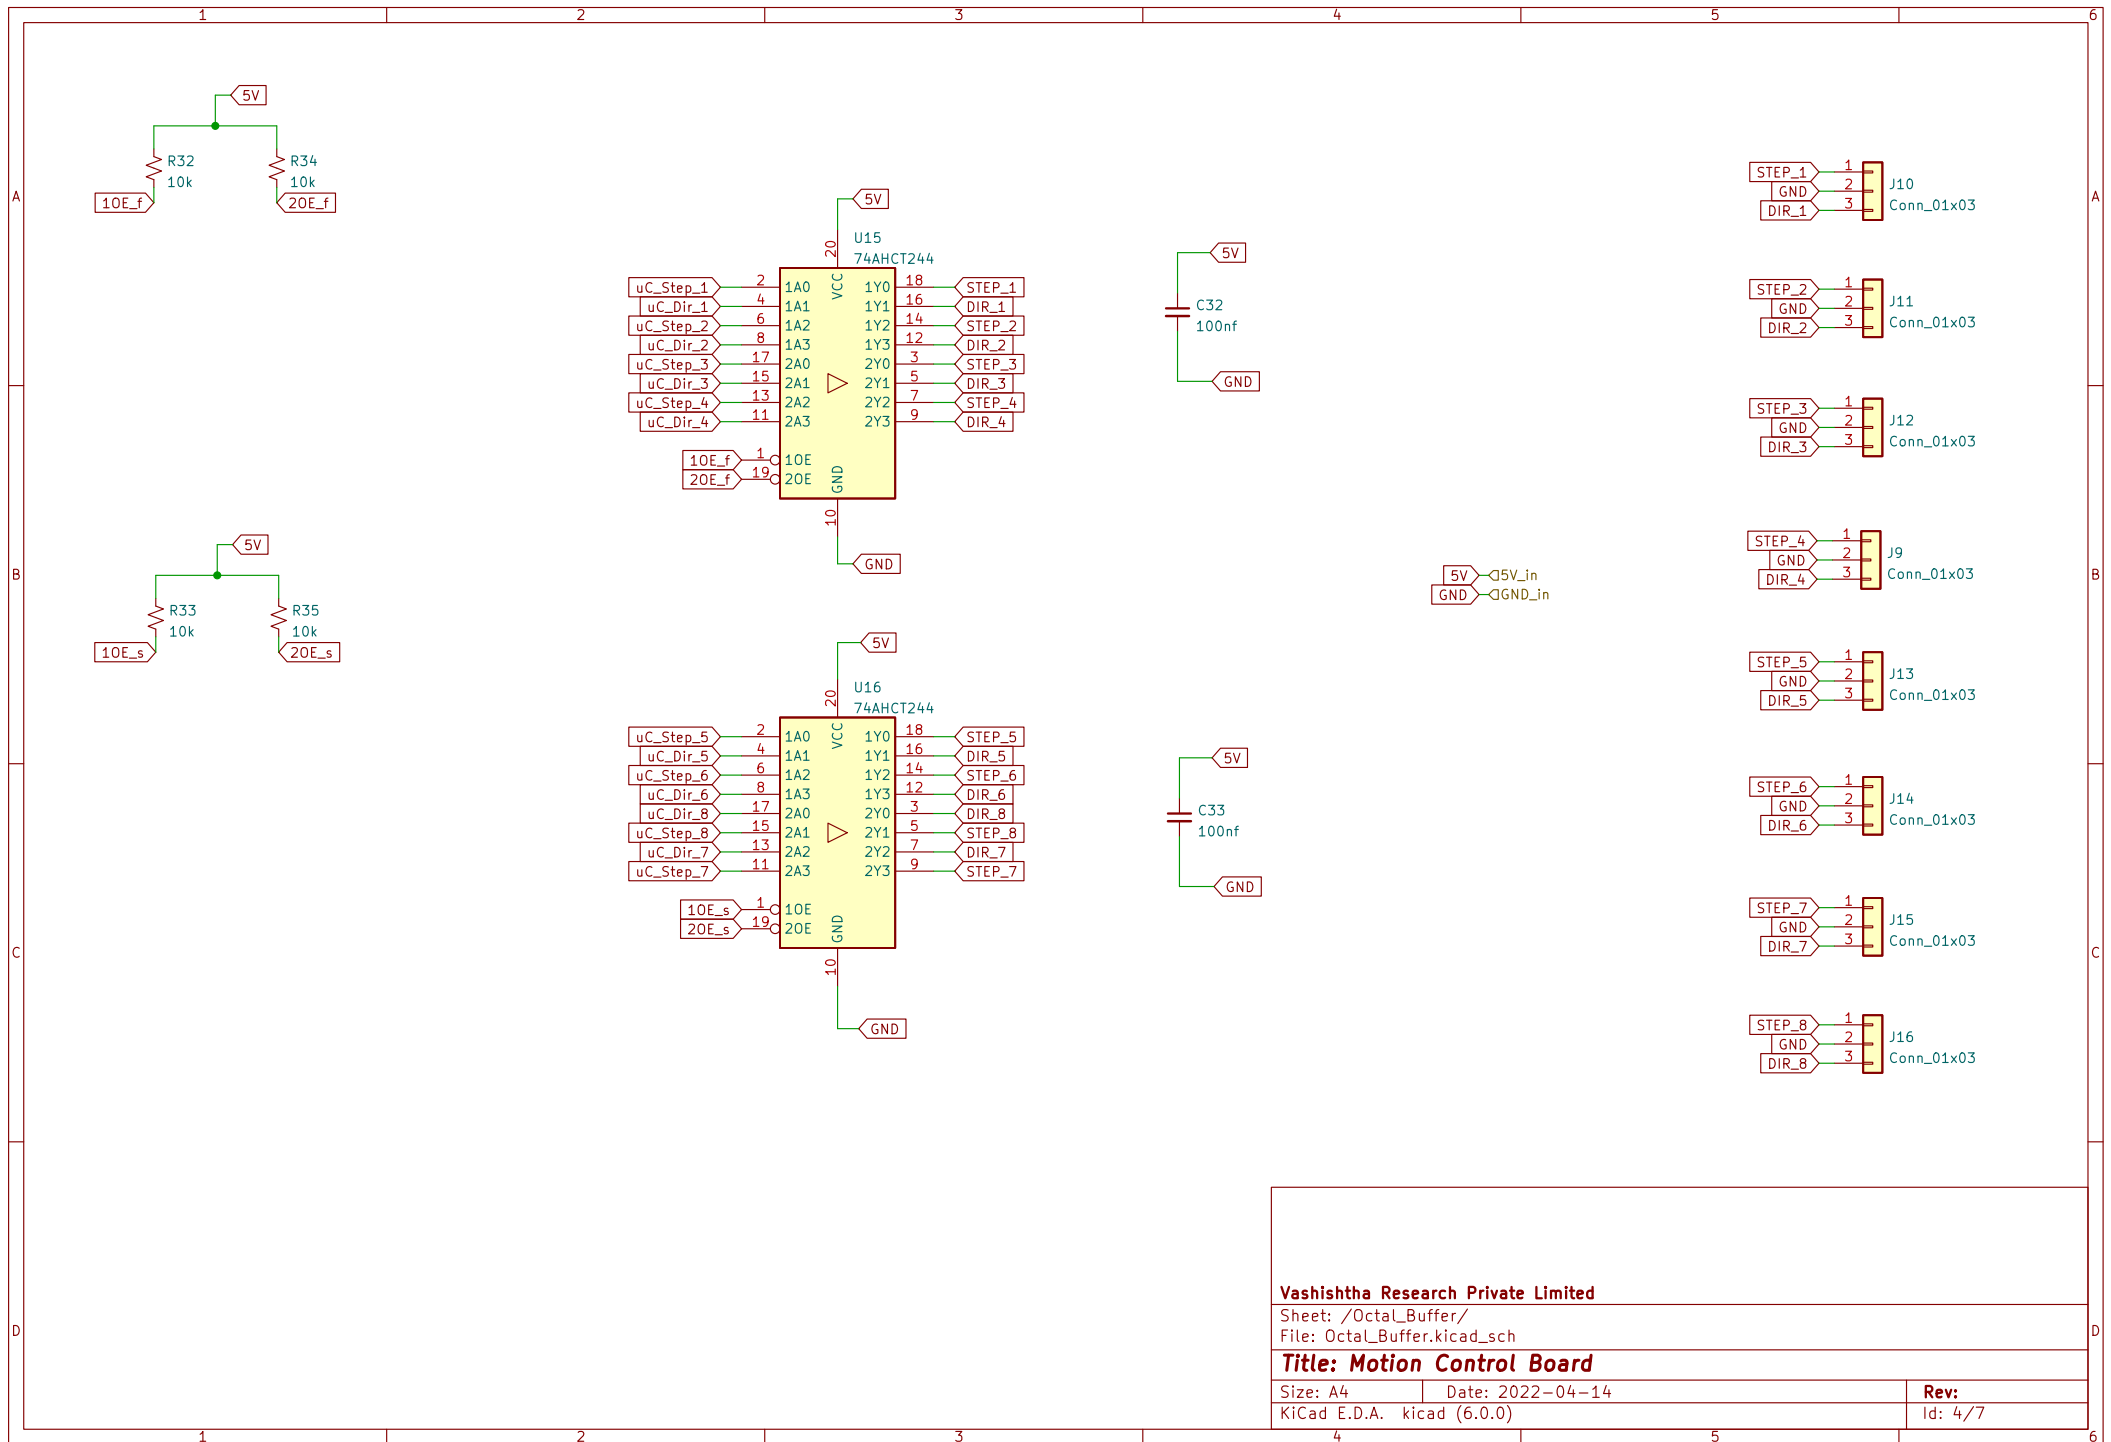 1 2 3 4 5 6
A A
B B
C C
D D
5V
R32
10k
R34
10k
1OE_f
2OE_f
5V
R33
10k
R35
10k
1OE_s
2OE_s
5V
20
U15
74AHCT244
VCC
uC_Step_1 2 1A0 1Y0 18 STEP_1
uC_Dir_1 4 1A1 1Y1 16 DIR_1
uC_Step_2 6 1A2 1Y2 14 STEP_2
uC_Dir_2 8 1A3 1Y3 12 DIR_2
uC_Step_3 17 2A0 2Y0 3 STEP_3
uC_Dir_3 15 2A1 2Y1 5 DIR_3
uC_Step_4 13 2A2 2Y2 7 STEP_4
uC_Dir_4 11 2A3 2Y3 9 DIR_4
1OE_f 1 1OE
2OE_f 19 2OE
GND
10
GND
5V
20
U16
74AHCT244
VCC
uC_Step_5 2 1A0 1Y0 18 STEP_5
uC_Dir_5 4 1A1 1Y1 16 DIR_5
uC_Step_6 6 1A2 1Y2 14 STEP_6
uC_Dir_6 8 1A3 1Y3 12 DIR_6
uC_Dir_8 17 2A0 2Y0 3 DIR_8
uC_Step_8 15 2A1 2Y1 5 STEP_8
uC_Dir_7 13 2A2 2Y2 7 DIR_7
uC_Step_7 11 2A3 2Y3 9 STEP_7
1OE_s 1 1OE
2OE_s 19 2OE
GND
10
GND
5V
C32
100nf
GND
5V
C33
100nf
GND
5V 5V_in
GND GND_in
STEP_1 1
GND 2
DIR_1 3
J10
Conn_01x03
STEP_2 1
GND 2
DIR_2 3
J11
Conn_01x03
STEP_3 1
GND 2
DIR_3 3
J12
Conn_01x03
STEP_4 1
GND 2
DIR_4 3
J9
Conn_01x03
STEP_5 1
GND 2
DIR_5 3
J13
Conn_01x03
STEP_6 1
GND 2
DIR_6 3
J14
Conn_01x03
STEP_7 1
GND 2
DIR_7 3
J15
Conn_01x03
STEP_8 1
GND 2
DIR_8 3
J16
Conn_01x03
Vashishtha Research Private Limited
Sheet: /Octal_Buffer/
File: Octal_Buffer.kicad_sch
Title: Motion Control Board
Size: A4 Date: 2022-04-14 Rev:
KiCad E.D.A. kicad (6.0.0) Id: 4/7
1 2 3 4 5 6